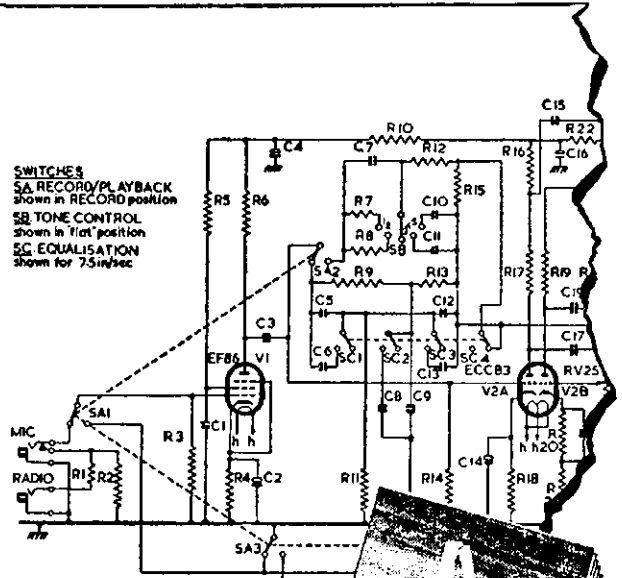 C15
R10
R22
C4
C7
R12
R16
C16
SWITCHES
SA RECORD/PLAYBACK
shown in RECORD position
SB TONE CONTROL
shown in "flat" position
SC EQUALISATION
shown for 7·5in/sec
R5
R6
R7
R8
C10
C11
R15
SB
SA2
R9
R13
R17
R19
C3
C5
C12
C17
C6
SC1
SC2
SC3
SC4
C13
EF86
V1
ECC83
RV25
V2A
V2B
C8
C9
SA1
MIC
RADIO
R1
R2
R3
C1
h h
R4
C2
R11
R14
C14
R18
h h
SA3